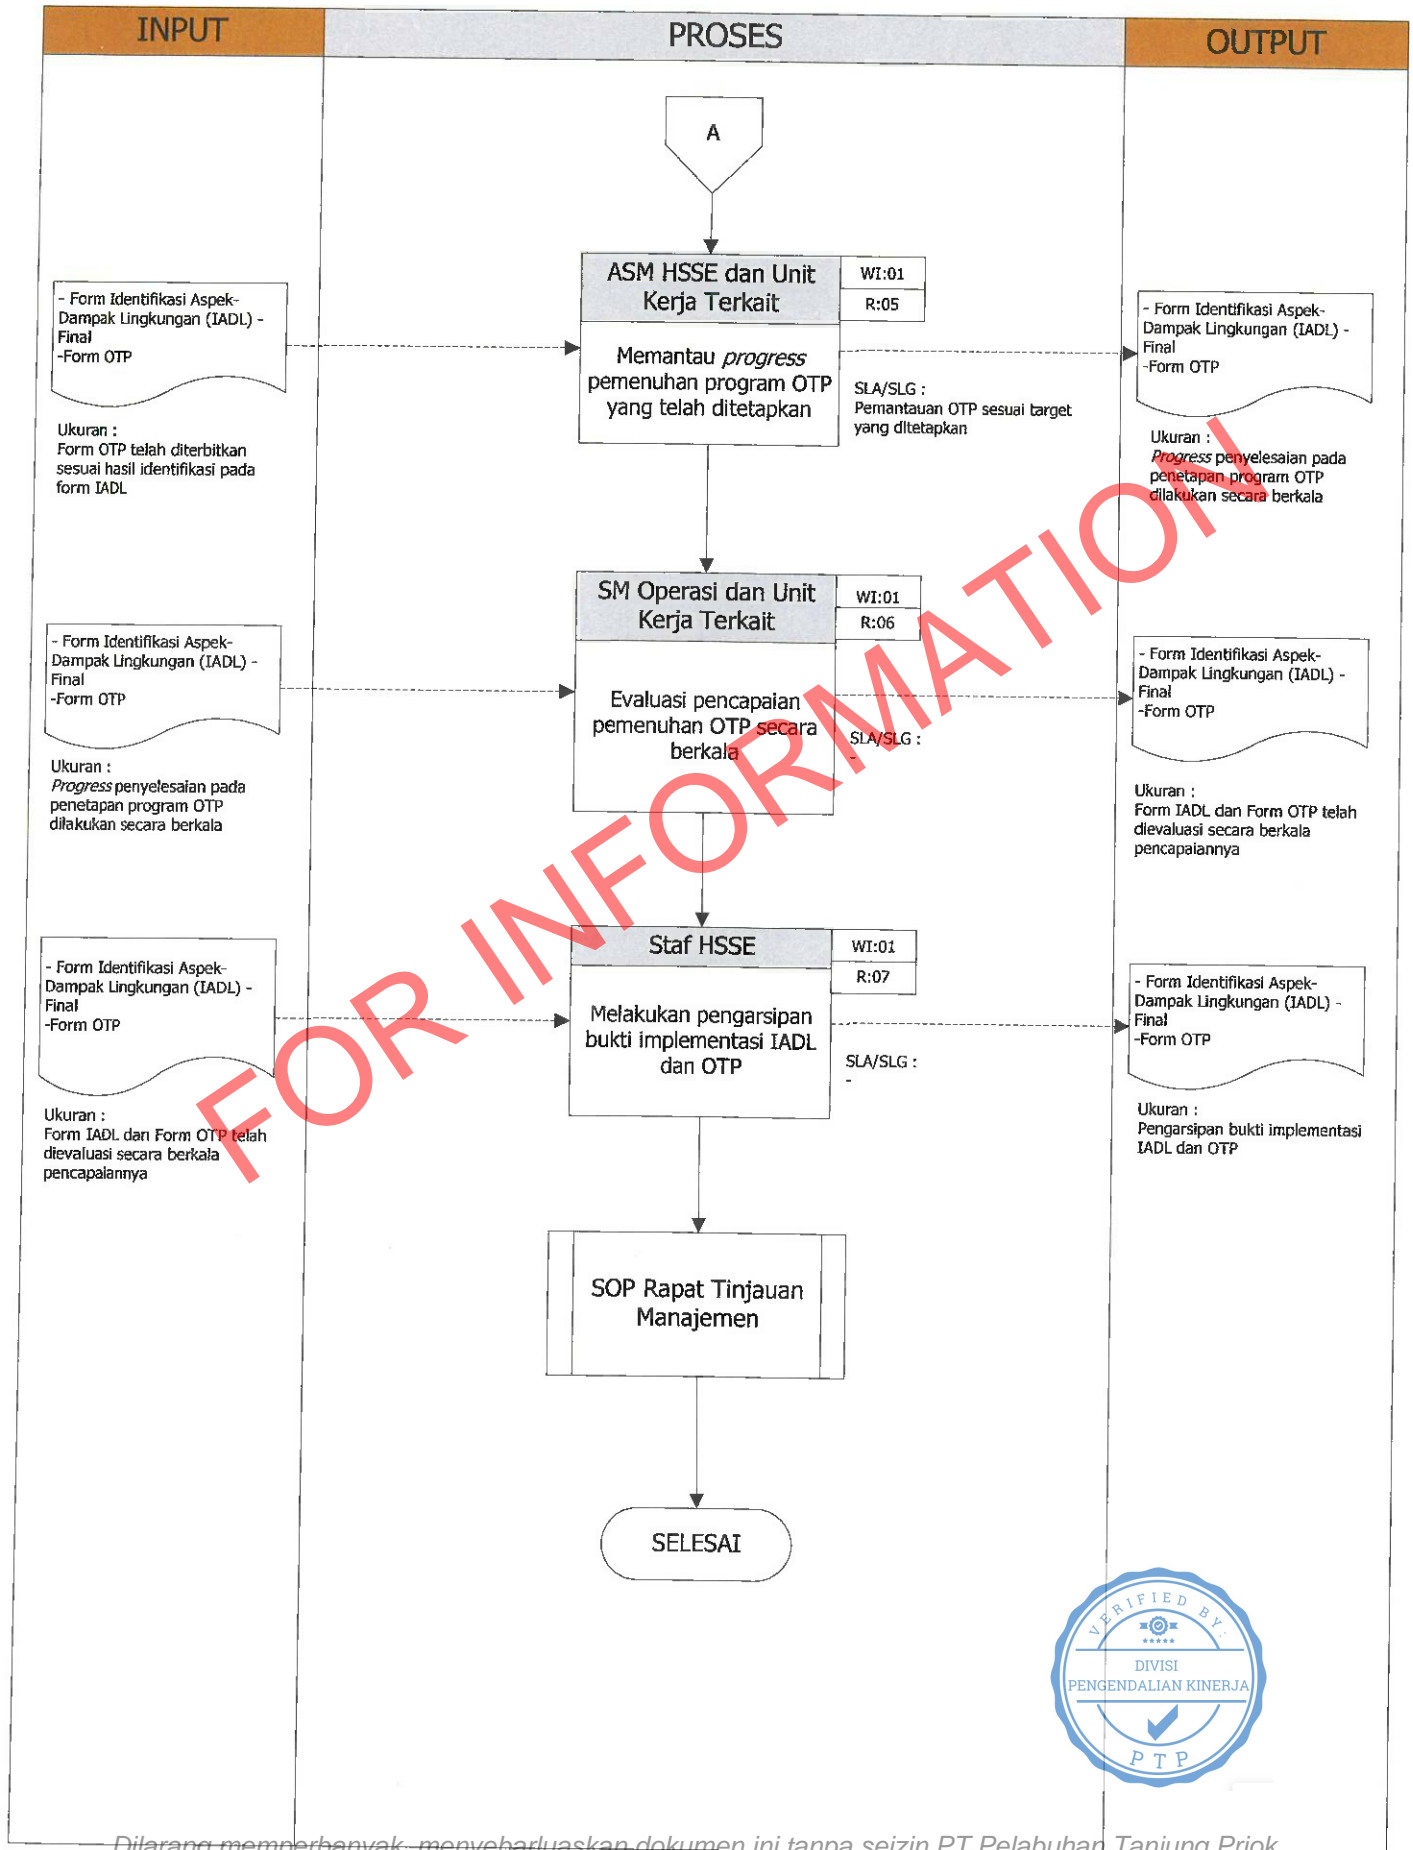 INPUT
PROSES
OUTPUT
A
ASM HSSE dan Unit
Kerja Terkait
WI:01
R:05
Memantau progress
pemenuhan program OTP
yang telah ditetapkan
SLA/SLG :
Pemantauan OTP sesuai target
yang ditetapkan
- Form Identifikasi Aspek-
Dampak Lingkungan (IADL) -
Final
-Form OTP
Ukuran :
Form OTP telah diterbitkan
sesuai hasil identifikasi pada
form IADL
- Form Identifikasi Aspek-
Dampak Lingkungan (IADL) -
Final
-Form OTP
Ukuran :
Progress penyelesaian pada
penetapan program OTP
dilakukan secara berkala
SM Operasi dan Unit
Kerja Terkait
WI:01
R:06
Evaluasi pencapaian
pemenuhan OTP secara
berkala
SLA/SLG :
-
- Form Identifikasi Aspek-
Dampak Lingkungan (IADL) -
Final
-Form OTP
Ukuran :
Progress penyelesaian pada
penetapan program OTP
dilakukan secara berkala
- Form Identifikasi Aspek-
Dampak Lingkungan (IADL) -
Final
-Form OTP
Ukuran :
Form IADL dan Form OTP telah
dievaluasi secara berkala
pencapaiannya
Staf HSSE
WI:01
R:07
Melakukan pengarsipan
bukti implementasi IADL
dan OTP
SLA/SLG :
-
- Form Identifikasi Aspek-
Dampak Lingkungan (IADL) -
Final
-Form OTP
Ukuran :
Form IADL dan Form OTP telah
dievaluasi secara berkala
pencapaiannya
- Form Identifikasi Aspek-
Dampak Lingkungan (IADL) -
Final
-Form OTP
Ukuran :
Pengarsipan bukti implementasi
IADL dan OTP
SOP Rapat Tinjauan
Manajemen
SELESAI
FOR INFORMATION
VERIFIED BY:
DIVISI
PENGENDALIAN KINERJA
PTP
Dilarang memperbanyak, menyebarluaskan dokumen ini tanpa seizin PT Pelabuhan Tanjung Priok